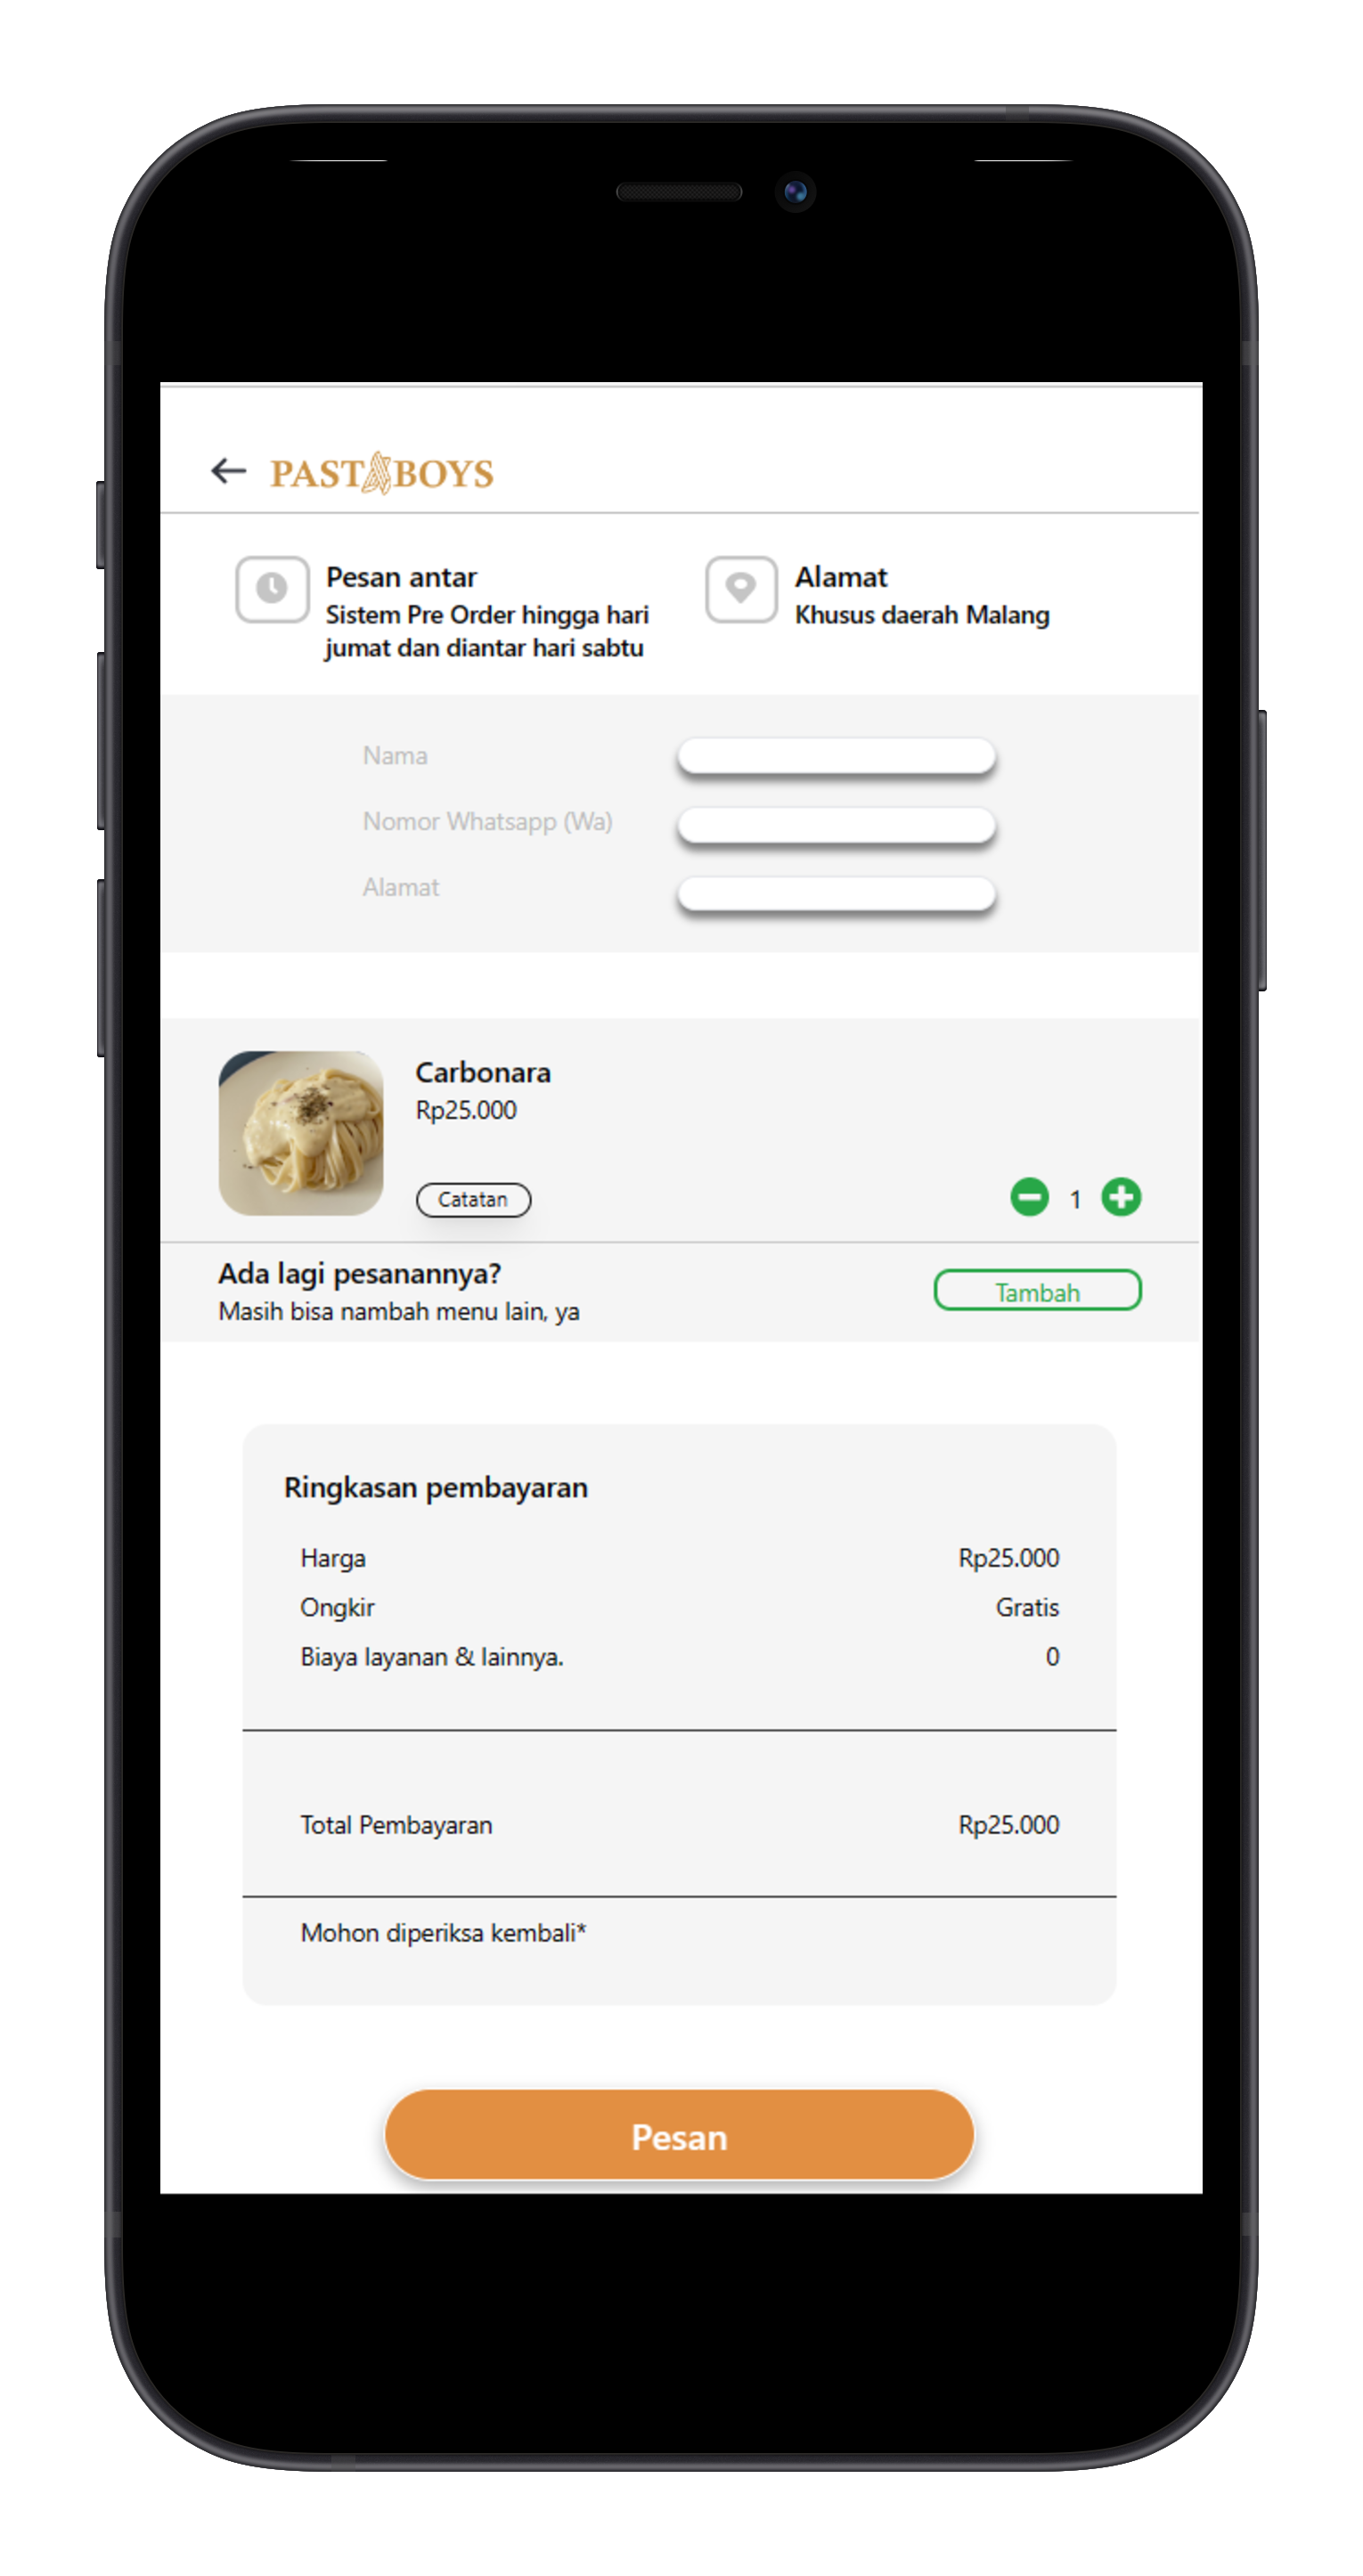 PASTABOYS
Pesan antar
Sistem Pre Order hingga hari
jumat dan diantar hari sabtu
Alamat
Khusus daerah Malang
Nama
Nomor Whatsapp (Wa)
Alamat
Carbonara
Rp25.000
Catatan
1
Ada lagi pesanannya?
Masih bisa nambah menu lain, ya
Tambah
Ringkasan pembayaran
Harga Rp25.000
Ongkir Gratis
Biaya layanan & lainnya. 0
Total Pembayaran Rp25.000
Mohon diperiksa kembali*
Pesan